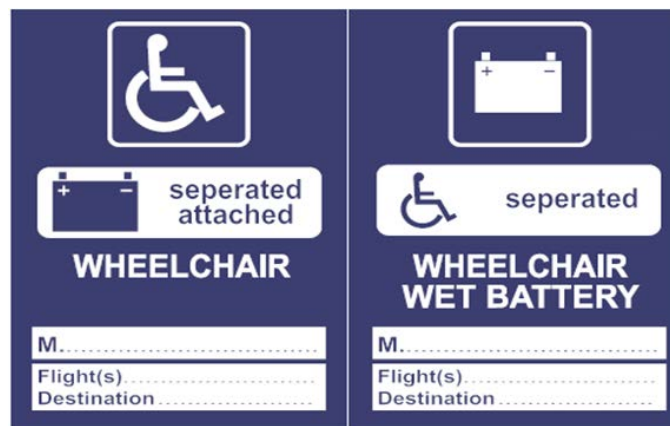 + −
seperated
attached
WHEELCHAIR
M.............................................
Flight(s)................................
Destination..........................
+ −
seperated
WHEELCHAIR
WET BATTERY
M.............................................
Flight(s)................................
Destination..........................